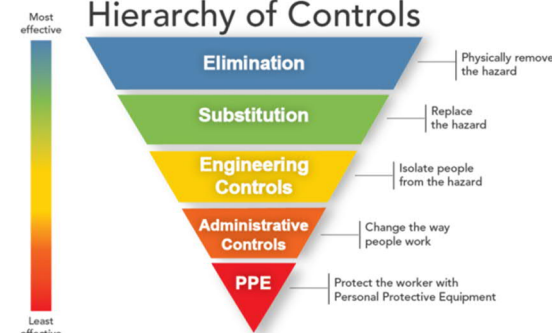 Hierarchy of Controls
Most
effective
Elimination
Physically remove
the hazard
Substitution
Replace
the hazard
Engineering
Controls
Isolate people
from the hazard
Administrative
Controls
Change the way
people work
PPE
Protect the worker with
Personal Protective Equipment
Least
effective